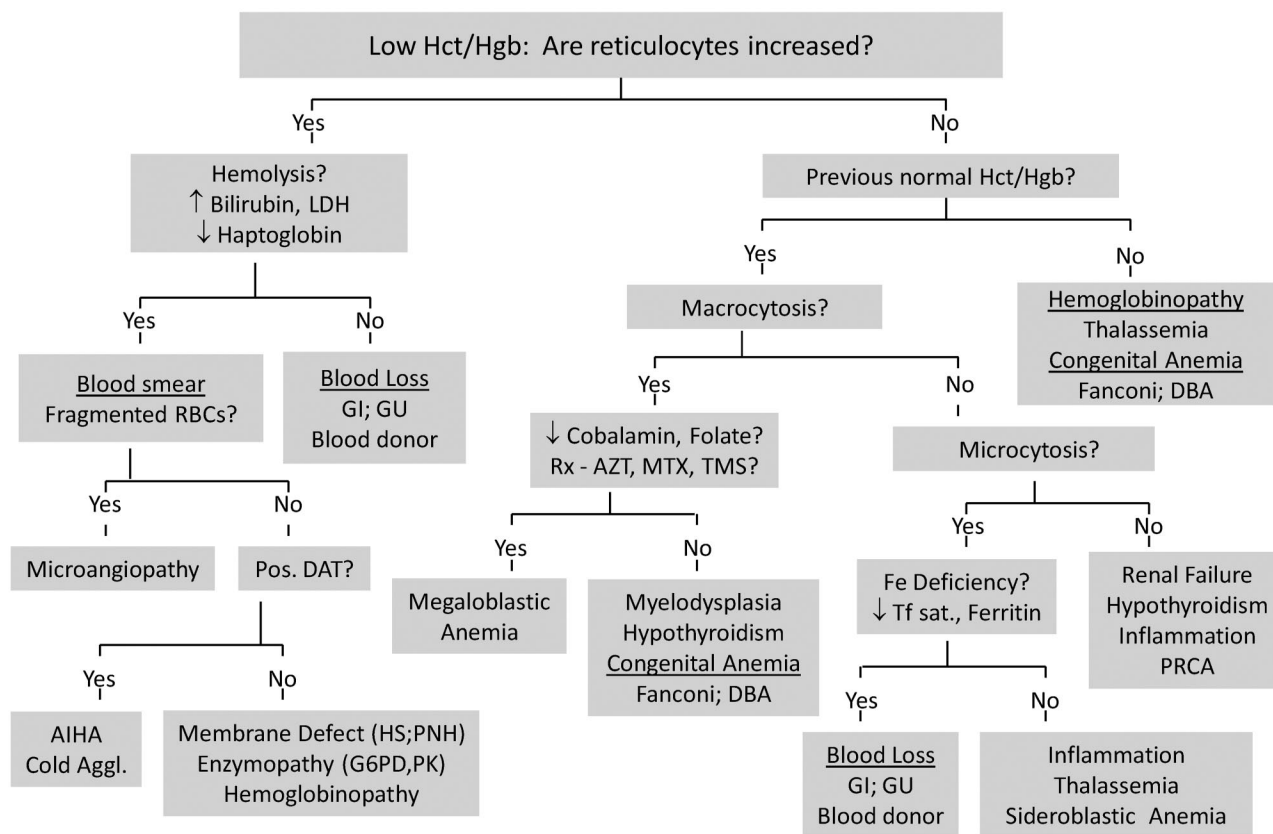 Low Hct/Hgb: Are reticulocytes increased?
Yes
No
Hemolysis?
↑ Bilirubin, LDH
↓ Haptoglobin
Previous normal Hct/Hgb?
Yes
No
Yes
No
Blood smear
Fragmented RBCs?
Blood Loss
GI; GU
Blood donor
Macrocytosis?
Hemoglobinopathy
Thalassemia
Congenital Anemia
Fanconi; DBA
Yes
No
Yes
No
Microangiopathy
Pos. DAT?
↓ Cobalamin, Folate?
Rx - AZT, MTX, TMS?
Microcytosis?
Yes
No
Yes
No
Yes
No
AIHA
Cold Aggl.
Membrane Defect (HS;PNH)
Enzymopathy (G6PD,PK)
Hemoglobinopathy
Megaloblastic
Anemia
Myelodysplasia
Hypothyroidism
Congenital Anemia
Fanconi; DBA
Fe Deficiency?
↓ Tf sat., Ferritin
Renal Failure
Hypothyroidism
Inflammation
PRCA
Yes
No
Blood Loss
GI; GU
Blood donor
Inflammation
Thalassemia
Sideroblastic Anemia